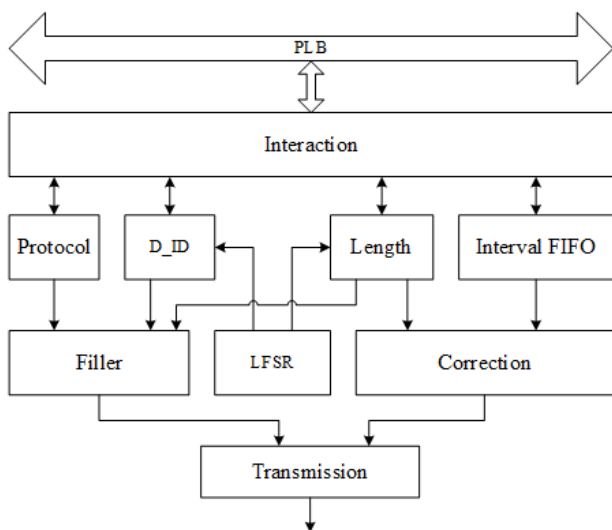 PLB
Interaction
Protocol
D_ID
Length
Interval FIFO
Filler
LFSR
Correction
Transmission